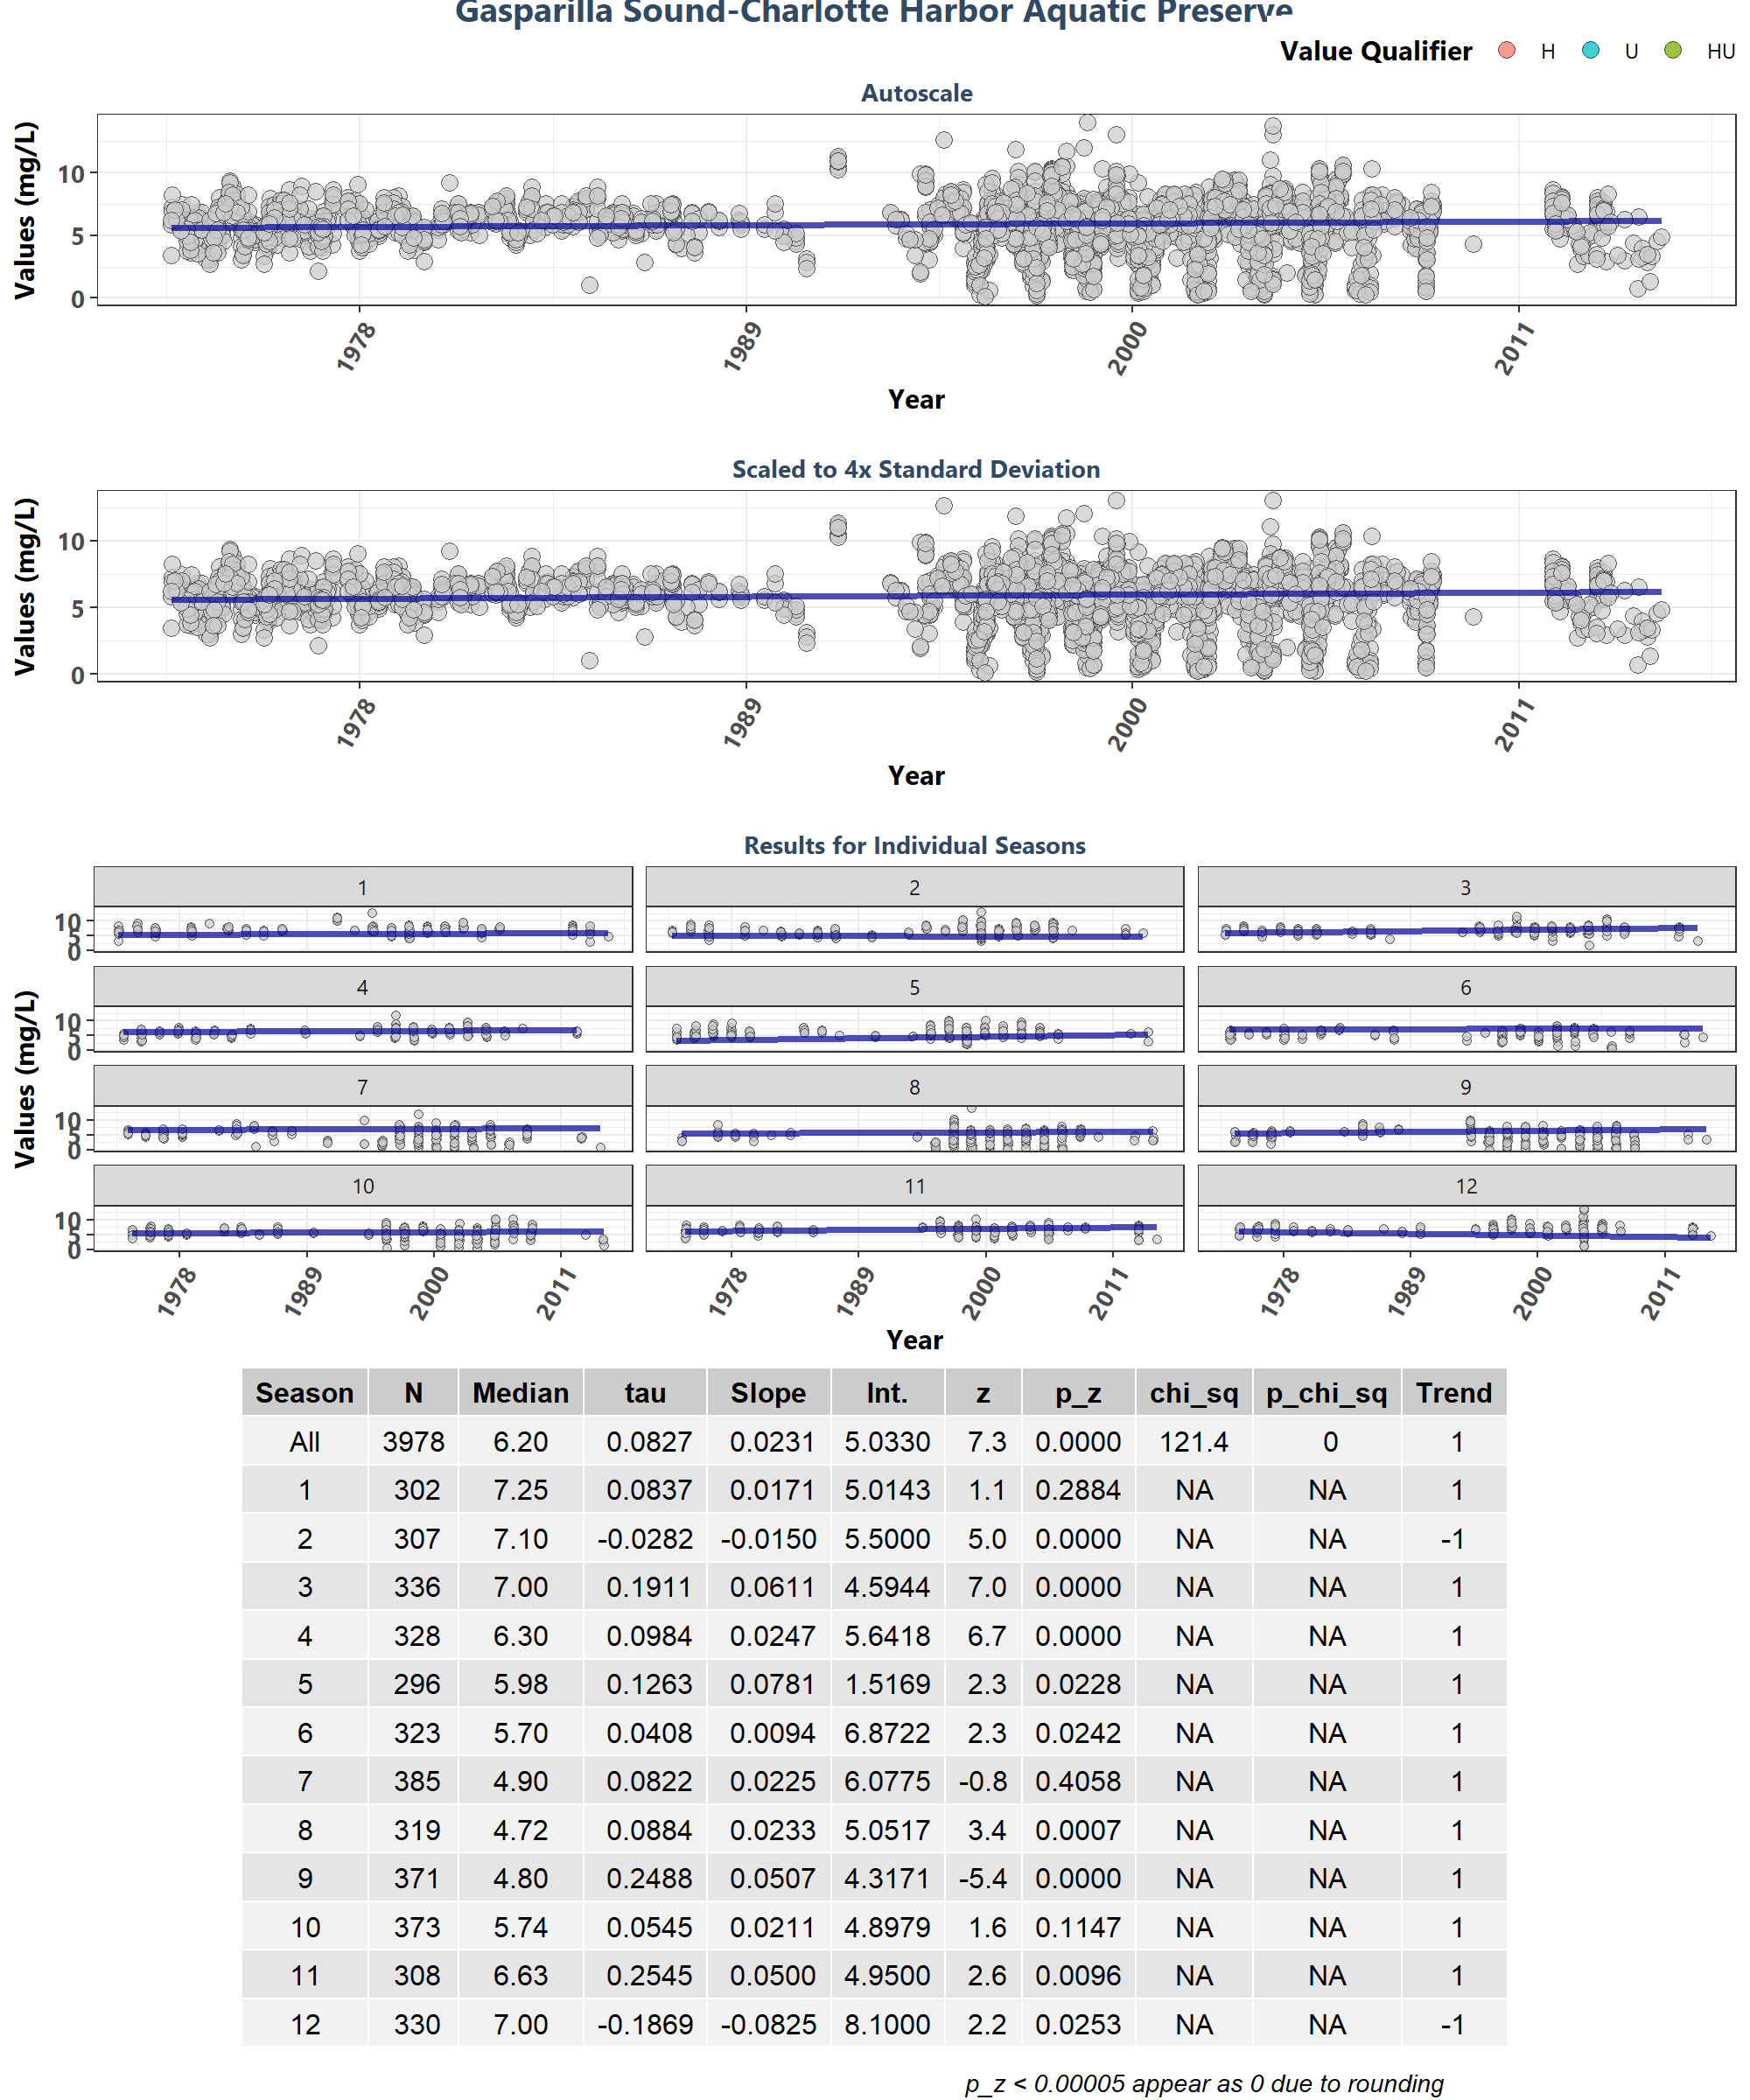 Gasparilla Sound-Charlotte Harbor Aquatic Preserve
Value Qualifier H U HU
Autoscale
Values (mg/L)
10
5
0
1978 1989 2000 2011
Year
Scaled to 4x Standard Deviation
Values (mg/L)
10
5
0
1978 1989 2000 2011
Year
Results for Individual Seasons
Values (mg/L)
1 2 3
10
5
0
4 5 6
10
5
0
7 8 9
10
5
0
10 11 12
10
5
0
1978 1989 2000 2011 1978 1989 2000 2011 1978 1989 2000 2011
Year
Season N Median tau Slope Int. z p_z chi_sq p_chi_sq Trend
All 3978 6.20 0.0827 0.0231 5.0330 7.3 0.0000 121.4 0 1
1 302 7.25 0.0837 0.0171 5.0143 1.1 0.2884 NA NA 1
2 307 7.10 -0.0282 -0.0150 5.5000 5.0 0.0000 NA NA -1
3 336 7.00 0.1911 0.0611 4.5944 7.0 0.0000 NA NA 1
4 328 6.30 0.0984 0.0247 5.6418 6.7 0.0000 NA NA 1
5 296 5.98 0.1263 0.0781 1.5169 2.3 0.0228 NA NA 1
6 323 5.70 0.0408 0.0094 6.8722 2.3 0.0242 NA NA 1
7 385 4.90 0.0822 0.0225 6.0775 -0.8 0.4058 NA NA 1
8 319 4.72 0.0884 0.0233 5.0517 3.4 0.0007 NA NA 1
9 371 4.80 0.2488 0.0507 4.3171 -5.4 0.0000 NA NA 1
10 373 5.74 0.0545 0.0211 4.8979 1.6 0.1147 NA NA 1
11 308 6.63 0.2545 0.0500 4.9500 2.6 0.0096 NA NA 1
12 330 7.00 -0.1869 -0.0825 8.1000 2.2 0.0253 NA NA -1
p_z < 0.00005 appear as 0 due to rounding